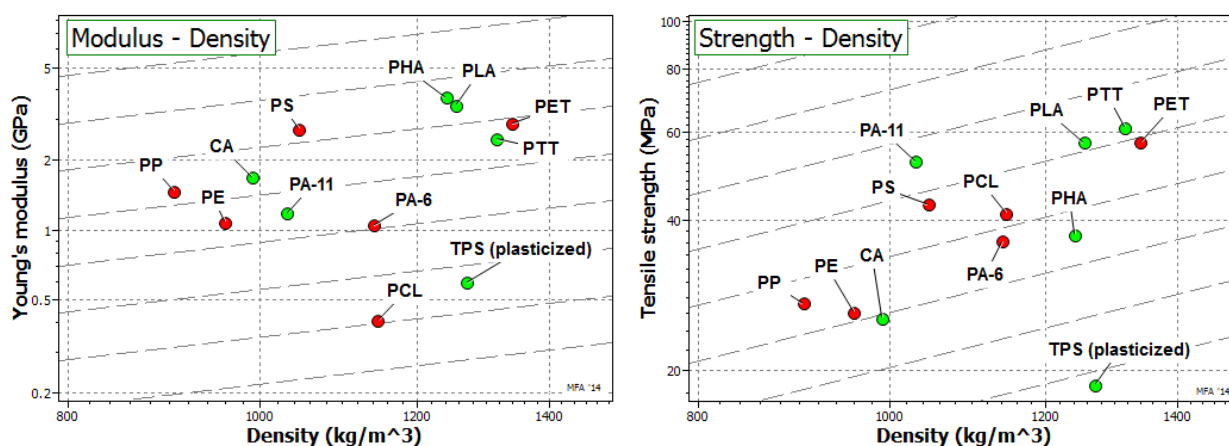 Modulus - Density
Young's modulus (GPa)
5
2
1
0.5
0.2
PHA
PLA
PS
PET
PTT
CA
PP
PE
PA-11
PA-6
TPS (plasticized)
PCL
MFA '14
800
1000
1200
1400
Density (kg/m^3)
Strength - Density
Tensile strength (MPa)
100
80
60
40
20
PTT
PET
PLA
PA-11
PS
PCL
PHA
PA-6
CA
PE
PP
TPS (plasticized)
MFA '14
800
1000
1200
1400
Density (kg/m^3)